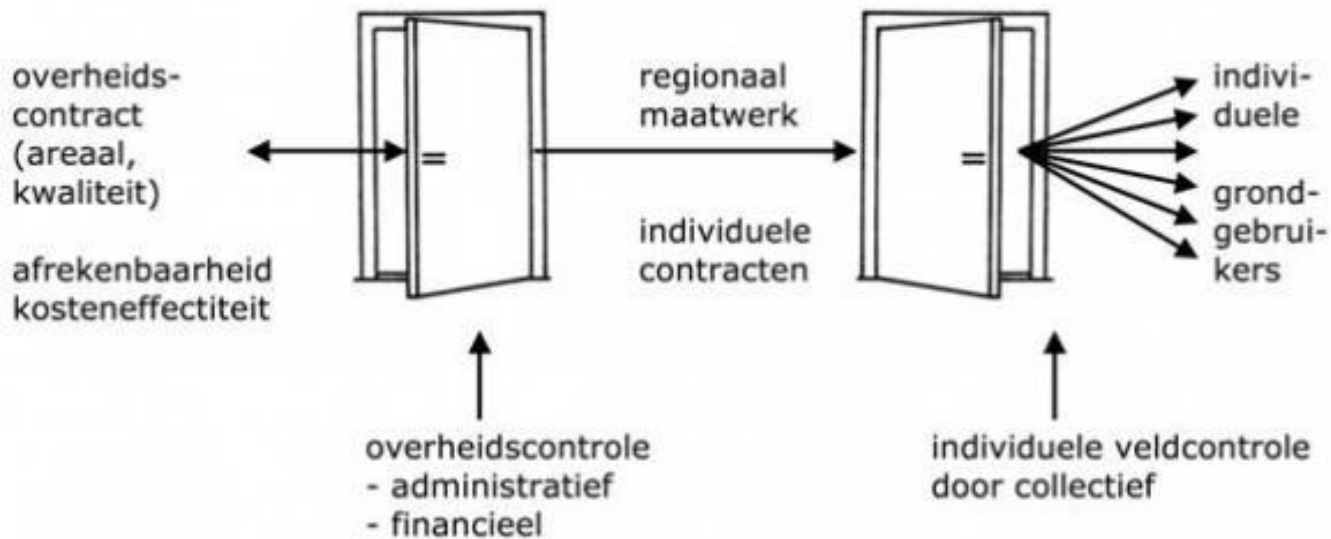 overheids-
contract
(areaal,
kwaliteit)
afrekenbaarheid
kosteneffectiteit
regionaal
maatwerk
individuele
contracten
indivi-
duele
grond-
gebrui-
kers
overheidscontrole
- administratief
- financieel
individuele veldcontrole
door collectief